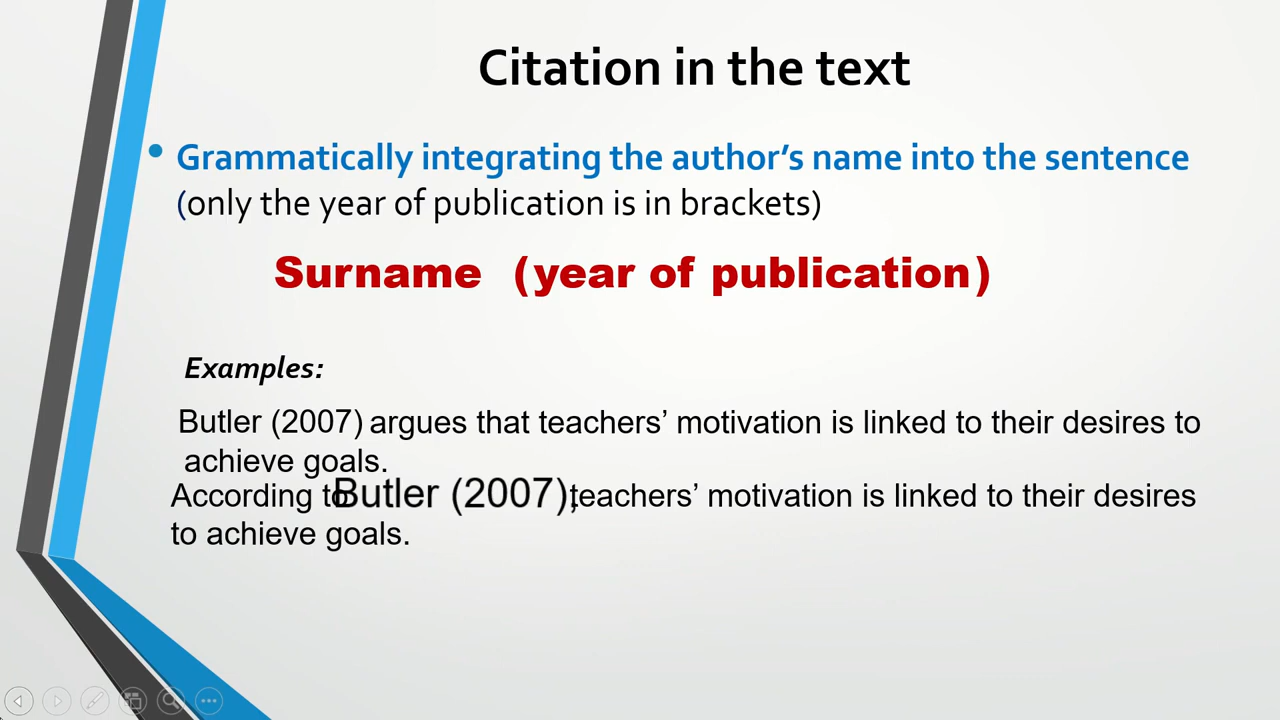 Citation in the text
• Grammatically integrating the author's name into the sentence
(only the year of publication is in brackets)
Surname (year of publication)
Examples:
Butler (2007) argues that teachers' motivation is linked to their desires to
achieve goals.
According to Butler (2007), teachers' motivation is linked to their desires
to achieve goals.